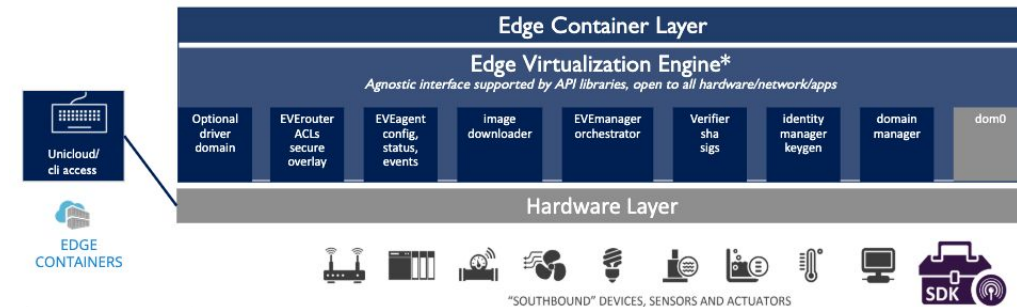 Edge Container Layer
Edge Virtualization Engine*
Agnostic interface supported by API libraries, open to all hardware/network/apps
Optional
driver
domain
EVErouter
ACLs
secure
overlay
EVEagent
config,
status,
events
image
downloader
EVEmanager
orchestrator
Verifier
sha
sigs
identity
manager
keygen
domain
manager
dom0
Unicloud/
cli access
Hardware Layer
EDGE
CONTAINERS
SDK
"SOUTHBOUND" DEVICES, SENSORS AND ACTUATORS